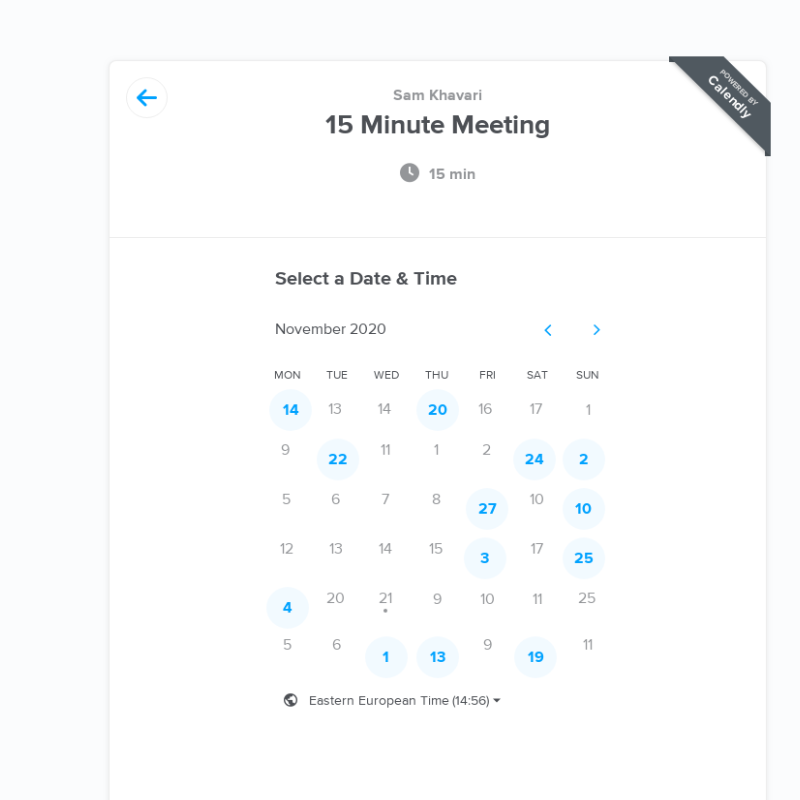 POWERED BY
Calendly
Sam Khavari
15 Minute Meeting
15 min
Select a Date & Time
November 2020
MON TUE WED THU FRI SAT SUN
14 13 14 20 16 17 1
9 22 11 1 2 24 2
5 6 7 8 27 10 10
12 13 14 15 3 17 25
4 20 21 9 10 11 25
5 6 1 13 9 19 11
Eastern European Time (14:56)